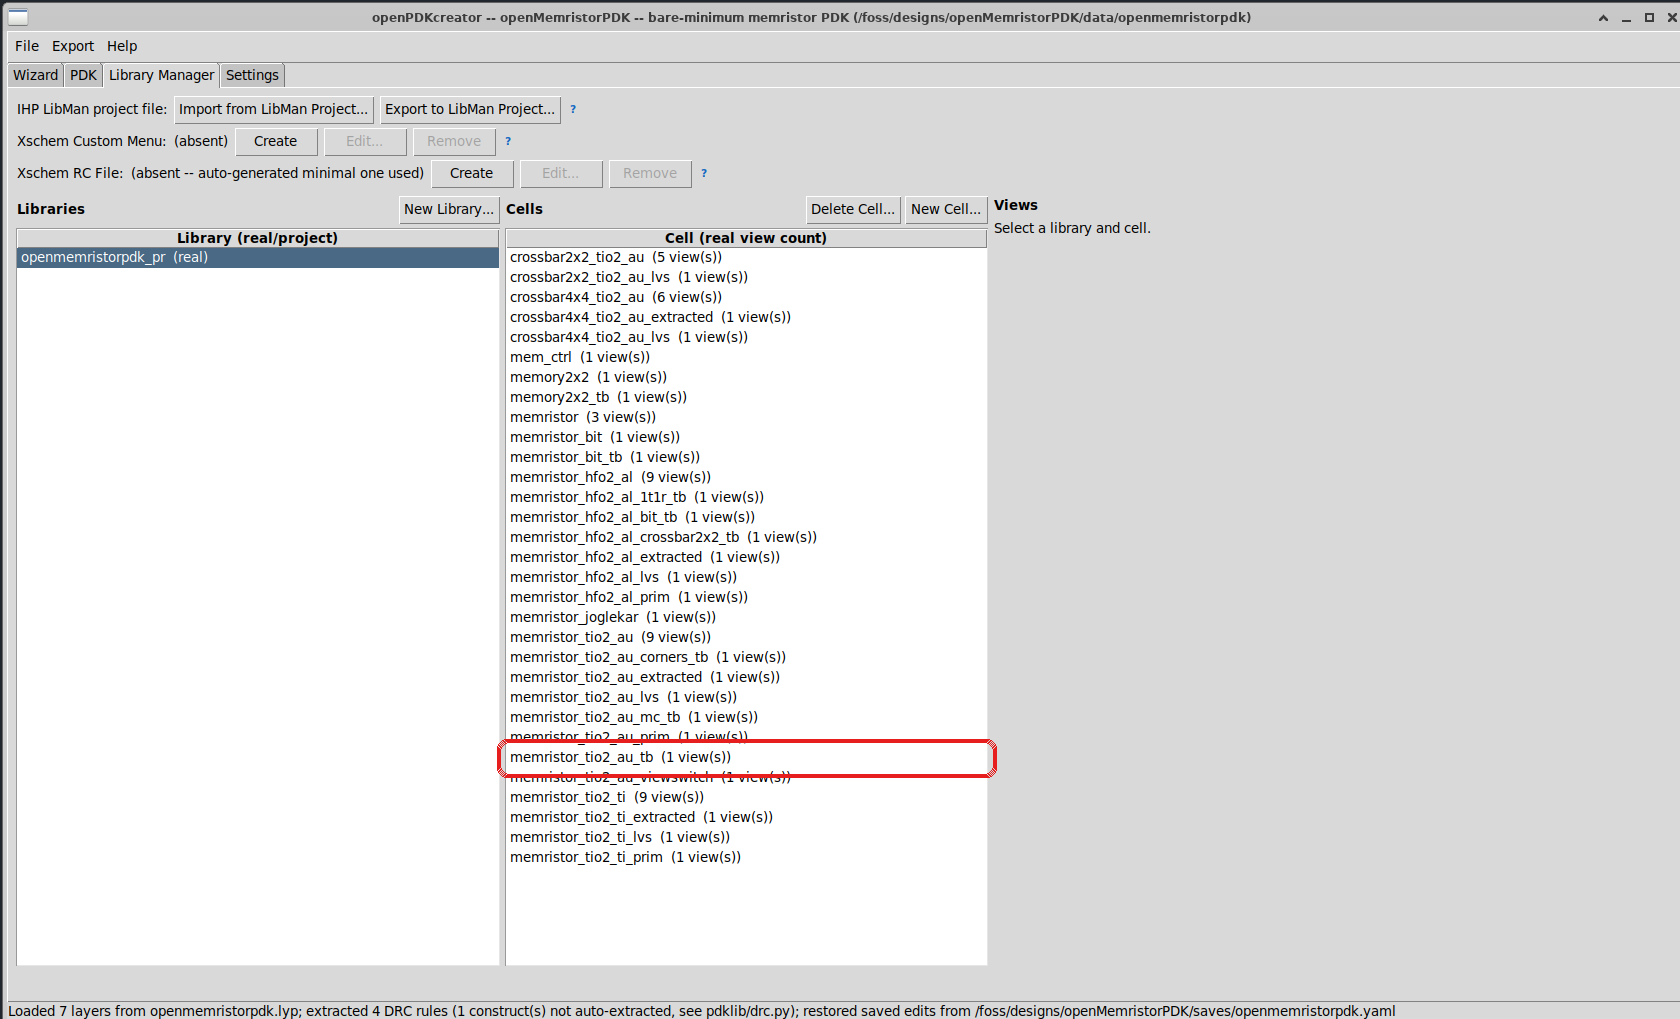 openPDKcreator -- openMemristorPDK -- bare-minimum memristor PDK (/foss/designs/openMemristorPDK/data/openmemristorpdk)
File Export Help
Wizard PDK Library Manager Settings
IHP LibMan project file: Import from LibMan Project... Export to LibMan Project... ?
Xschem Custom Menu: (absent) Create Edit... Remove ?
Xschem RC File: (absent -- auto-generated minimal one used) Create Edit... Remove ?
Libraries New Library... Cells Delete Cell... New Cell... Views
Select a library and cell.
Library (real/project)
openmemristorpdk_pr (real)
Cell (real view count)
crossbar2x2_tio2_au (5 view(s))
crossbar2x2_tio2_au_lvs (1 view(s))
crossbar4x4_tio2_au (6 view(s))
crossbar4x4_tio2_au_extracted (1 view(s))
crossbar4x4_tio2_au_lvs (1 view(s))
mem_ctrl (1 view(s))
memory2x2 (1 view(s))
memory2x2_tb (1 view(s))
memristor (3 view(s))
memristor_bit (1 view(s))
memristor_bit_tb (1 view(s))
memristor_hfo2_al (9 view(s))
memristor_hfo2_al_1t1r_tb (1 view(s))
memristor_hfo2_al_bit_tb (1 view(s))
memristor_hfo2_al_crossbar2x2_tb (1 view(s))
memristor_hfo2_al_extracted (1 view(s))
memristor_hfo2_al_lvs (1 view(s))
memristor_hfo2_al_prim (1 view(s))
memristor_joglekar (1 view(s))
memristor_tio2_au (9 view(s))
memristor_tio2_au_corners_tb (1 view(s))
memristor_tio2_au_extracted (1 view(s))
memristor_tio2_au_lvs (1 view(s))
memristor_tio2_au_mc_tb (1 view(s))
memristor_tio2_au_prim (1 view(s))
memristor_tio2_au_tb (1 view(s))
memristor_tio2_au_viewswitch (1 view(s))
memristor_tio2_ti (9 view(s))
memristor_tio2_ti_extracted (1 view(s))
memristor_tio2_ti_lvs (1 view(s))
memristor_tio2_ti_prim (1 view(s))
Loaded 7 layers from openmemristorpdk.lyp; extracted 4 DRC rules (1 construct(s) not auto-extracted, see pdklib/drc.py); restored saved edits from /foss/designs/openMemristorPDK/saves/openmemristorpdk.yaml